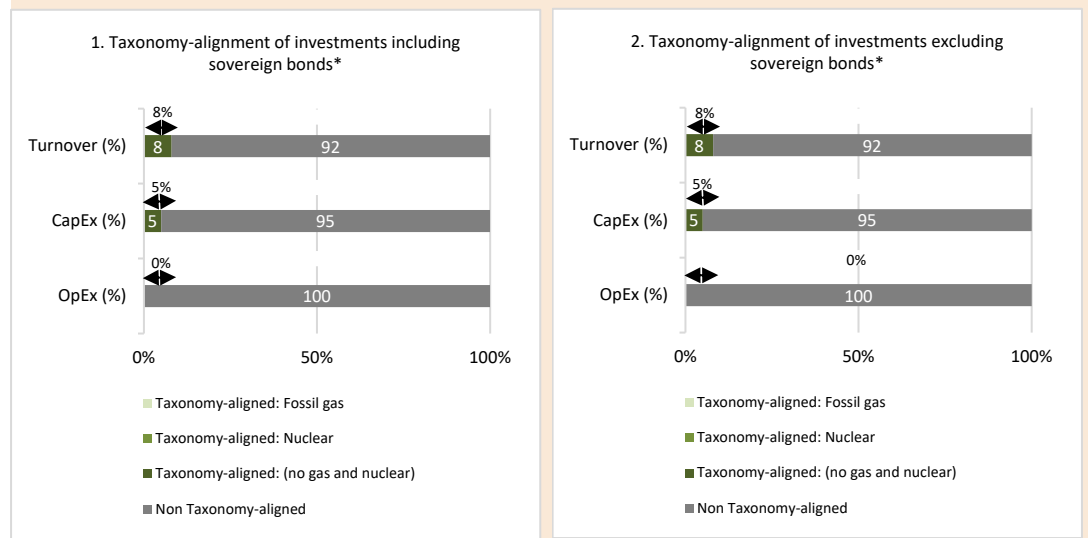 1. Taxonomy-alignment of investments including
sovereign bonds*
8%
Turnover (%)
8
92
5%
CapEx (%)
5
95
0%
OpEx (%)
100
0%
50%
100%
Taxonomy-aligned: Fossil gas
Taxonomy-aligned: Nuclear
Taxonomy-aligned: (no gas and nuclear)
Non Taxonomy-aligned
2. Taxonomy-alignment of investments excluding
sovereign bonds*
8%
Turnover (%)
8
92
5%
CapEx (%)
5
95
0%
OpEx (%)
100
0%
50%
100%
Taxonomy-aligned: Fossil gas
Taxonomy-aligned: Nuclear
Taxonomy-aligned: (no gas and nuclear)
Non Taxonomy-aligned